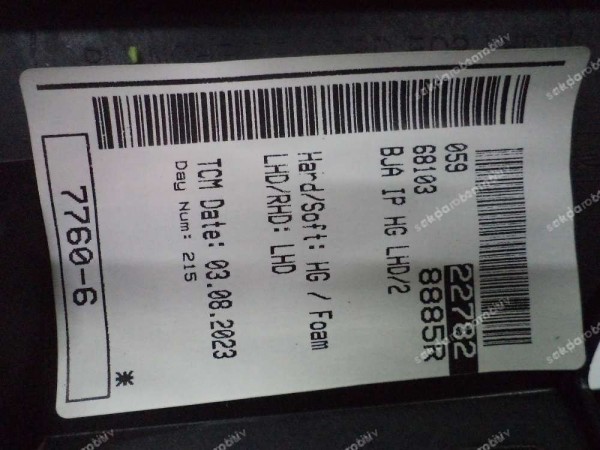 059
68103
22782
8885R
BJA IP HG LHD/2
Hard/Soft: HG / Foam
LHD/RHD: LHD
TCM Date: 03.08.2023
Day Num: 215
7760-6
*